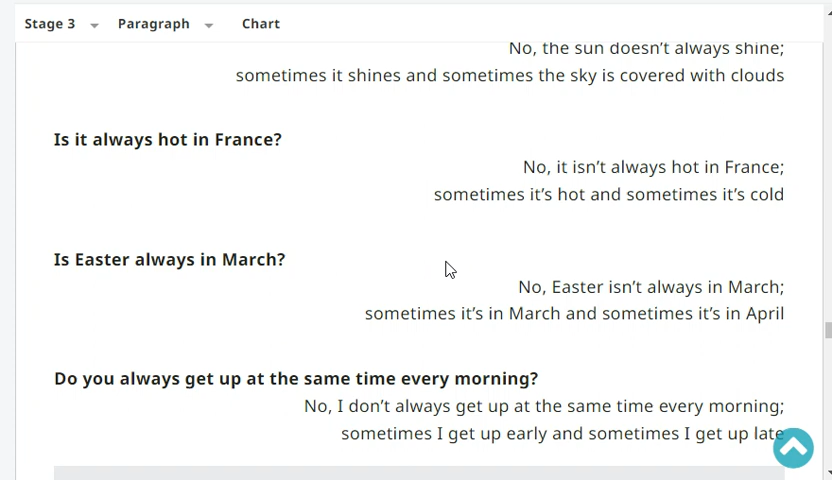 Stage 3 Paragraph Chart
No, the sun doesn’t always shine;
sometimes it shines and sometimes the sky is covered with clouds
Is it always hot in France?
No, it isn’t always hot in France;
sometimes it’s hot and sometimes it’s cold
Is Easter always in March?
No, Easter isn’t always in March;
sometimes it’s in March and sometimes it’s in April
Do you always get up at the same time every morning?
No, I don’t always get up at the same time every morning;
sometimes I get up early and sometimes I get up late